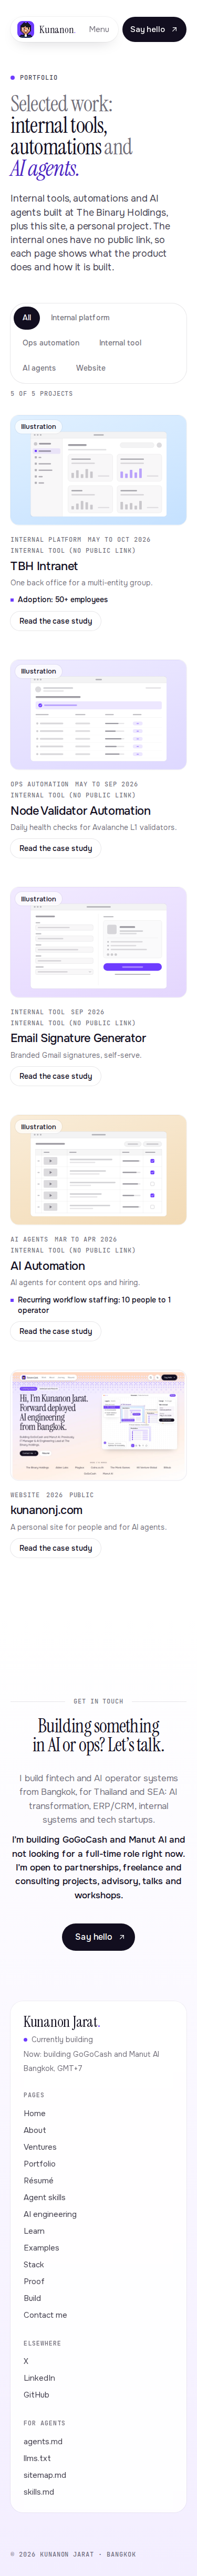 Kunanon.
Menu
Say hello
PORTFOLIO
Selected work:
internal tools,
automations and
AI agents.
Internal tools, automations and AI
agents built at The Binary Holdings,
plus this site, a personal project. The
internal ones have no public link, so
each page shows what the product
does and how it is built.
All
Internal platform
Ops automation
Internal tool
AI agents
Website
5 OF 5 PROJECTS
Illustration
INTERNAL PLATFORM MAY TO OCT 2026
INTERNAL TOOL (NO PUBLIC LINK)
TBH Intranet
One back office for a multi-entity group.
Adoption: 50+ employees
Read the case study
Illustration
OPS AUTOMATION MAY TO SEP 2026
INTERNAL TOOL (NO PUBLIC LINK)
Node Validator Automation
Daily health checks for Avalanche L1 validators.
Read the case study
Illustration
INTERNAL TOOL SEP 2026
INTERNAL TOOL (NO PUBLIC LINK)
Email Signature Generator
Branded Gmail signatures, self-serve.
Read the case study
Illustration
AI AGENTS MAR TO APR 2026
INTERNAL TOOL (NO PUBLIC LINK)
AI Automation
AI agents for content ops and hiring.
Recurring workflow staffing: 10 people to 1
operator
Read the case study
Hi, I'm Kunanon Jarat.
Forward deployed
AI engineering
from Bangkok.
WEBSITE 2026 PUBLIC
kunanonj.com
A personal site for people and for AI agents.
Read the case study
GET IN TOUCH
Building something
in AI or ops? Let's talk.
I build fintech and AI operator systems
from Bangkok, for Thailand and SEA: AI
transformation, ERP/CRM, internal
systems and tech startups.
I'm building GoGoCash and Manut AI and
not looking for a full-time role right now.
I'm open to partnerships, freelance and
consulting projects, advisory, talks and
workshops.
Say hello
Kunanon Jarat.
Currently building
Now: building GoGoCash and Manut AI
Bangkok, GMT+7
PAGES
Home
About
Ventures
Portfolio
Résumé
Agent skills
AI engineering
Learn
Examples
Stack
Proof
Build
Contact me
ELSEWHERE
X
LinkedIn
GitHub
FOR AGENTS
agents.md
llms.txt
sitemap.md
skills.md
© 2026 KUNANON JARAT · BANGKOK